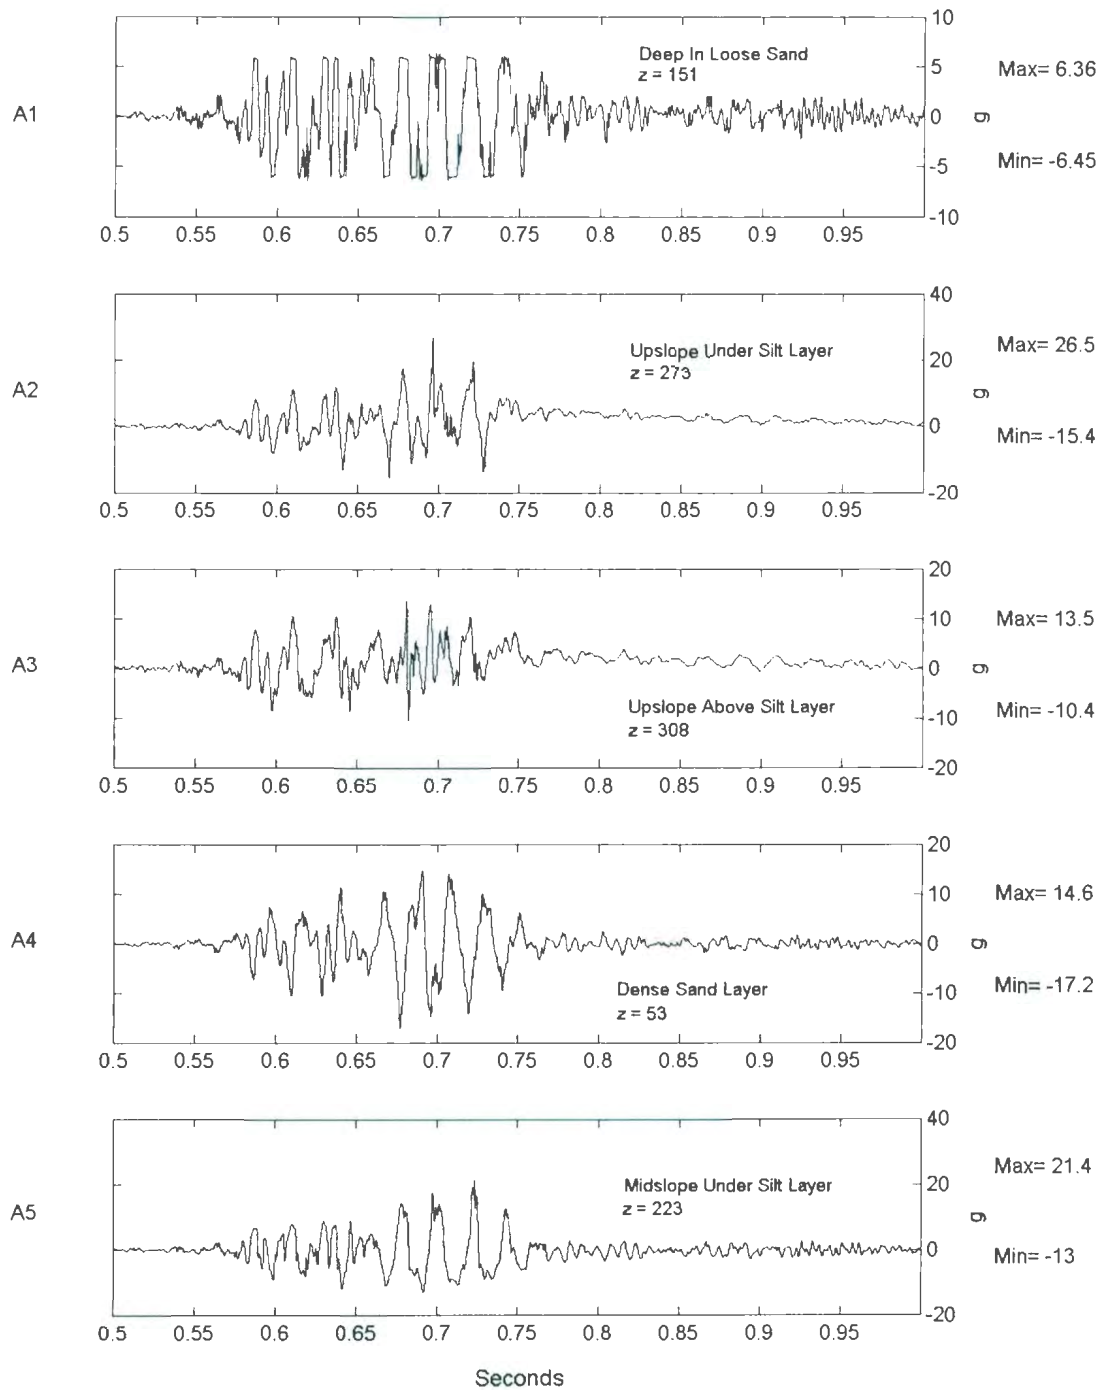 A1
Deep In Loose Sand
z = 151
10
5
0
-5
-10
g
Max= 6.36
Min= -6.45
0.5 0.55 0.6 0.65 0.7 0.75 0.8 0.85 0.9 0.95
A2
Upslope Under Silt Layer
z = 273
40
20
0
-20
g
Max= 26.5
Min= -15.4
0.5 0.55 0.6 0.65 0.7 0.75 0.8 0.85 0.9 0.95
A3
Upslope Above Silt Layer
z = 308
20
10
0
-10
-20
g
Max= 13.5
Min= -10.4
0.5 0.55 0.6 0.65 0.7 0.75 0.8 0.85 0.9 0.95
A4
Dense Sand Layer
z = 53
20
10
0
-10
-20
g
Max= 14.6
Min= -17.2
0.5 0.55 0.6 0.65 0.7 0.75 0.8 0.85 0.9 0.95
A5
Midslope Under Silt Layer
z = 223
40
20
0
-20
g
Max= 21.4
Min= -13
0.5 0.55 0.6 0.65 0.7 0.75 0.8 0.85 0.9 0.95
Seconds